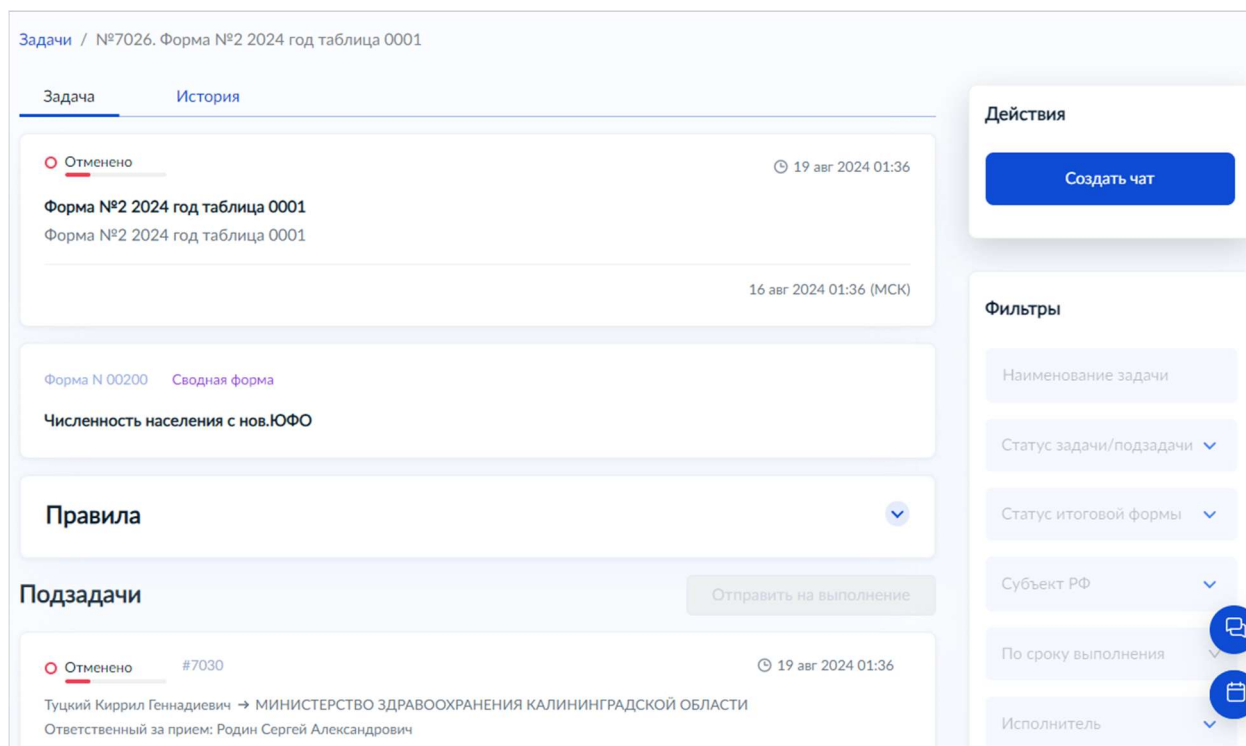 Задачи / №7026. Форма №2 2024 год таблица 0001
Задача История
Отменено 19 авг 2024 01:36
Форма №2 2024 год таблица 0001
Форма №2 2024 год таблица 0001
16 авг 2024 01:36 (МСК)
Форма N 00200 Сводная форма
Численность населения с нов.ЮФО
Правила
Подзадачи Отправить на выполнение
Отменено #7030 19 авг 2024 01:36
Туцкий Киррил Геннадиевич → МИНИСТЕРСТВО ЗДРАВООХРАНЕНИЯ КАЛИНИНГРАДСКОЙ ОБЛАСТИ
Ответственный за прием: Родин Сергей Александрович
Действия
Создать чат
Фильтры
Наименование задачи
Статус задачи/подзадачи
Статус итоговой формы
Субъект РФ
По сроку выполнения
Исполнитель